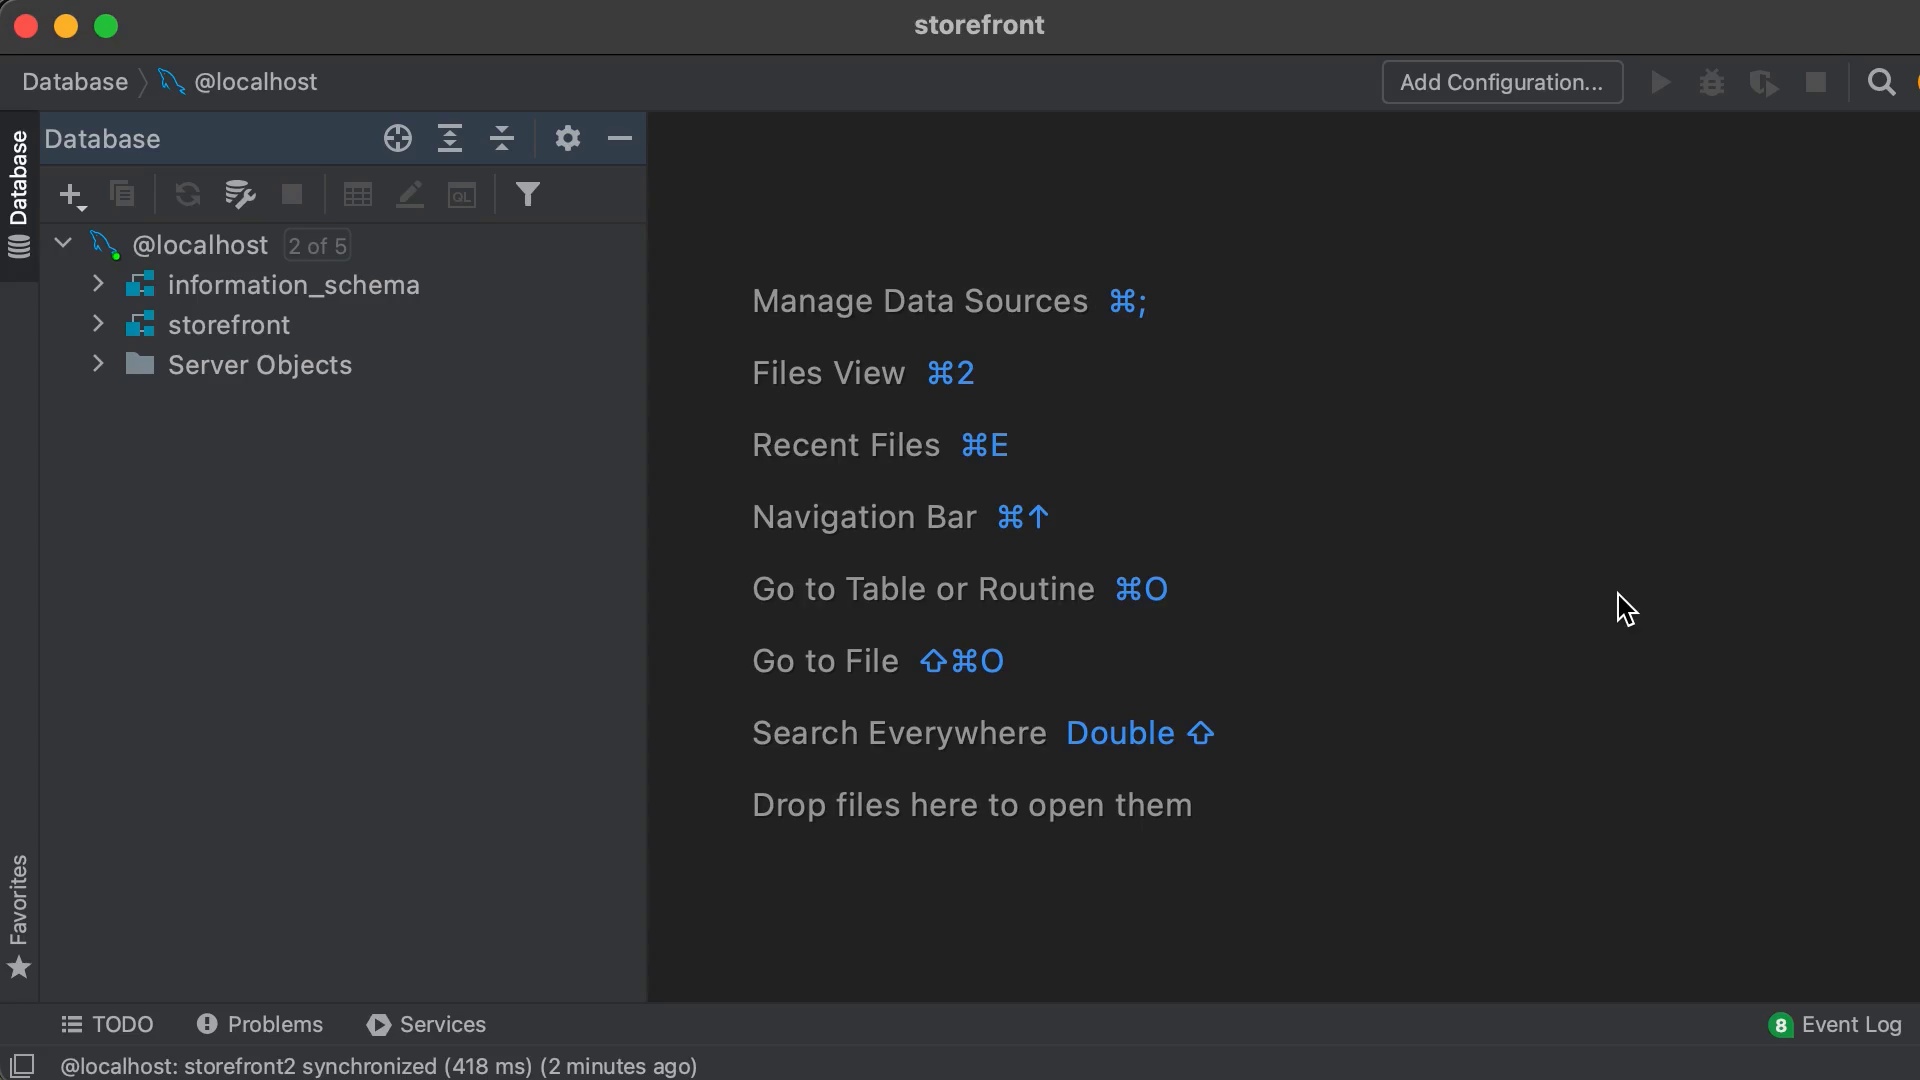 storefront
Database @localhost
Add Configuration...
Database
Database
QL
@localhost 2 of 5
information_schema
storefront
Server Objects
Manage Data Sources ⌘;
Files View ⌘2
Recent Files ⌘E
Navigation Bar ⌘↑
Go to Table or Routine ⌘O
Go to File ⇧⌘O
Search Everywhere Double ⇧
Drop files here to open them
Favorites
TODO Problems Services
8 Event Log
@localhost: storefront2 synchronized (418 ms) (2 minutes ago)